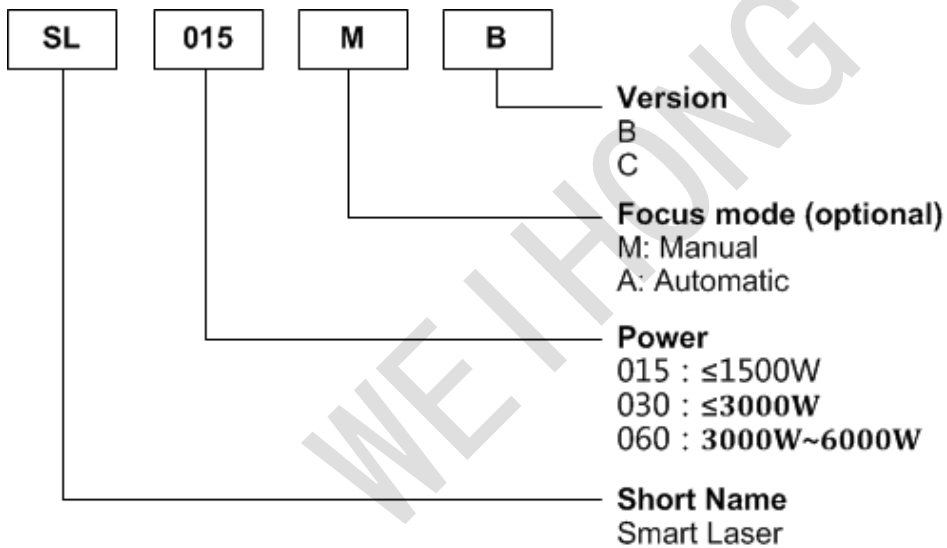 SL 015 M B
Version
B
C
Focus mode (optional)
M: Manual
A: Automatic
Power
015 : ≤1500W
030 : ≤3000W
060 : 3000W~6000W
Short Name
Smart Laser
WEIHONG